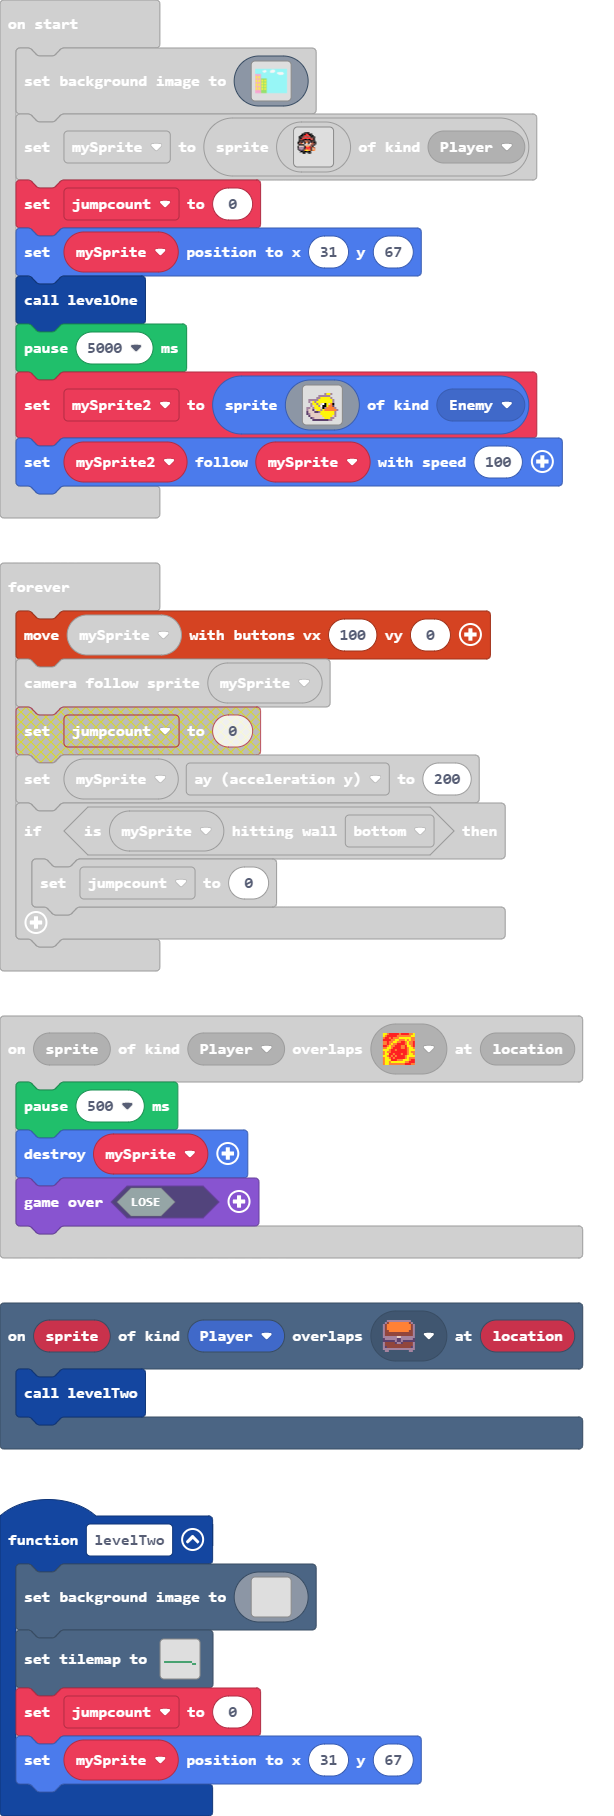 on start
set background image to
set mySprite to sprite of kind Player
set jumpcount to 0
set mySprite position to x 31 y 67
call levelOne
pause 5000 ms
set mySprite2 to sprite of kind Enemy
set mySprite2 follow mySprite with speed 100
forever
move mySprite with buttons vx 100 vy 0
camera follow sprite mySprite
set jumpcount to 0
set mySprite ay (acceleration y) to 200
if is mySprite hitting wall bottom then
set jumpcount to 0
on sprite of kind Player overlaps at location
pause 500 ms
destroy mySprite
game over LOSE
on sprite of kind Player overlaps at location
call levelTwo
function levelTwo
set background image to
set tilemap to
set jumpcount to 0
set mySprite position to x 31 y 67